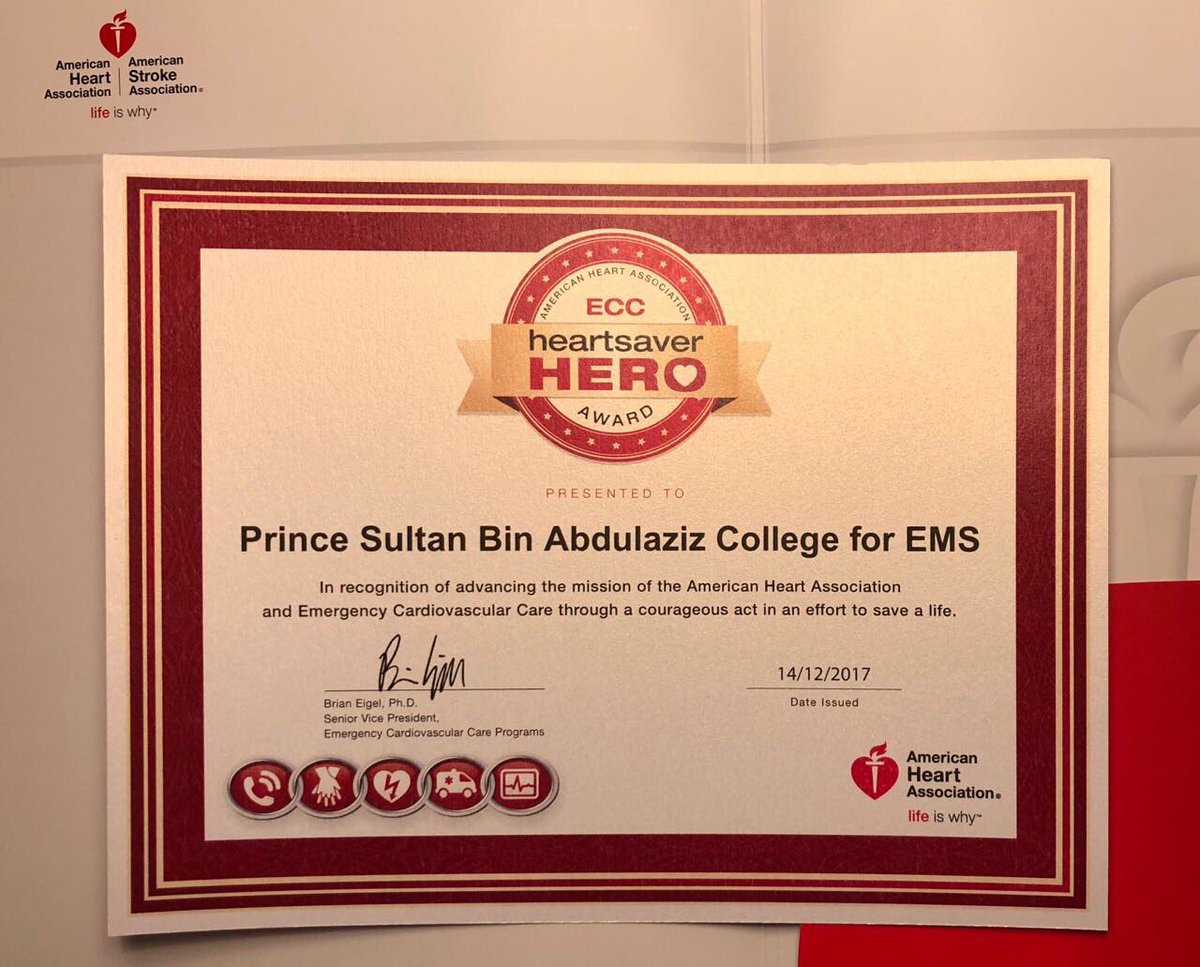 American Heart Association
American Stroke Association®
life is why®
AMERICAN HEART ASSOCIATION
ECC
heartsaver
HERO
AWARD
PRESENTED TO
Prince Sultan Bin Abdulaziz College for EMS
In recognition of advancing the mission of the American Heart Association
and Emergency Cardiovascular Care through a courageous act in an effort to save a life.
Brian Eigel, Ph.D.
Senior Vice President,
Emergency Cardiovascular Care Programs
14/12/2017
Date Issued
American
Heart
Association®
life is why™